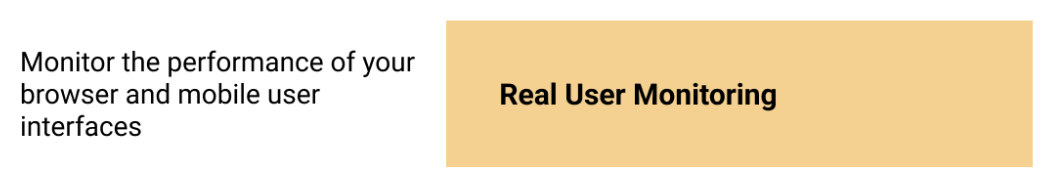 Monitor the performance of your
browser and mobile user
interfaces
Real User Monitoring